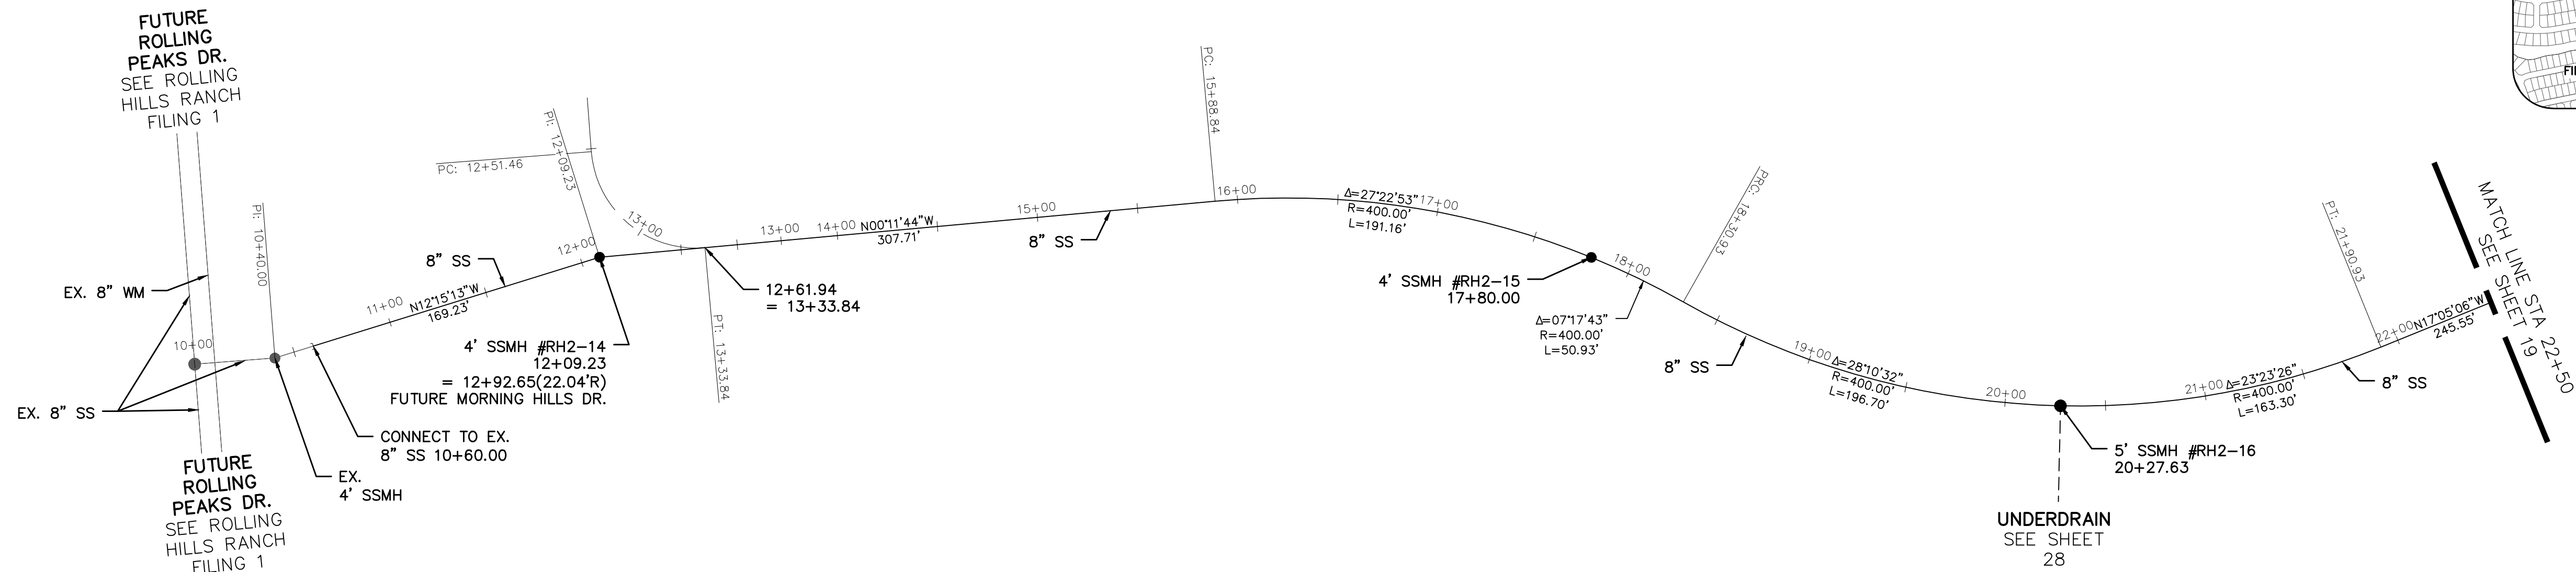 FUTURE
ROLLING
PEAKS DR.
SEE ROLLING
HILLS RANCH
FILING 1
EX. 8" WM
10+00
EX. 8" SS
FUTURE
ROLLING
PEAKS DR.
SEE ROLLING
HILLS RANCH
FILING 1
PI: 10+40.00
EX.
4' SSMH
CONNECT TO EX.
8" SS 10+60.00
11+00
N12°15'13"W
169.23'
8" SS
12+00
PI: 12+09.23
PC: 12+51.46
13+00
4' SSMH #RH2-14
12+09.23
= 12+92.65(22.04'R)
FUTURE MORNING HILLS DR.
PT: 13+33.84
12+61.94
= 13+33.84
13+00
14+00
N00°11'44"W
307.71'
15+00
8" SS
PC: 15+88.84
16+00
Δ=27°22'53"
R=400.00'
L=191.16'
17+00
4' SSMH #RH2-15
17+80.00
18+00
Δ=07°17'43"
R=400.00'
L=50.93'
PRC: 18+30.93
8" SS
19+00
Δ=28°10'32"
R=400.00'
L=196.70'
20+00
5' SSMH #RH2-16
20+27.63
UNDERDRAIN
SEE SHEET
28
21+00
Δ=23°23'26"
R=400.00'
L=163.30'
8" SS
PT: 21+90.93
22+00
N17°05'06"W
245.55'
MATCH LINE STA 22+50
SEE SHEET 19